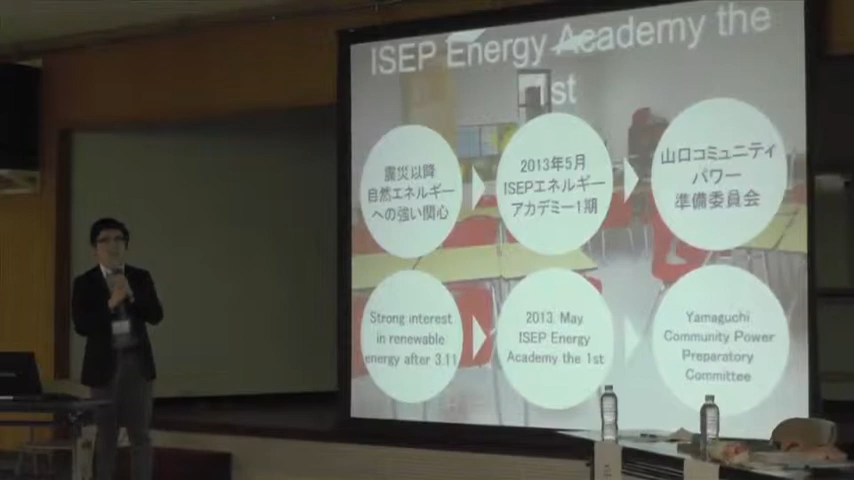 ISEP Energy Academy the
1st
震災以降
自然エネルギー
への強い関心
2013年5月
ISEPエネルギー
アカデミー1期
山口コミュニティ
パワー
準備委員会
Strong interest
in renewable
energy after 3.11
2013 May
ISEP Energy
Academy the 1st
Yamaguchi
Community Power
Preparatory
Committee